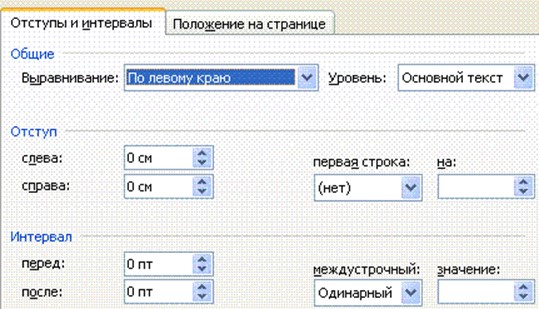 Отступы и интервалы Положение на странице
Общие
Выравнивание: По левому краю Уровень: Основной текст
Отступ
слева: 0 см первая строка: на:
справа: 0 см (нет)
Интервал
перед: 0 пт междустрочный: значение:
после: 0 пт Одинарный